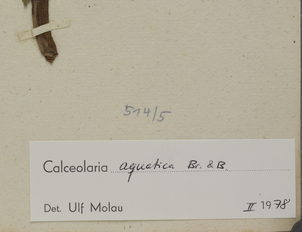 514/5
Calceolaria aquatica Br. & B.
Det. Ulf Molau II 1978